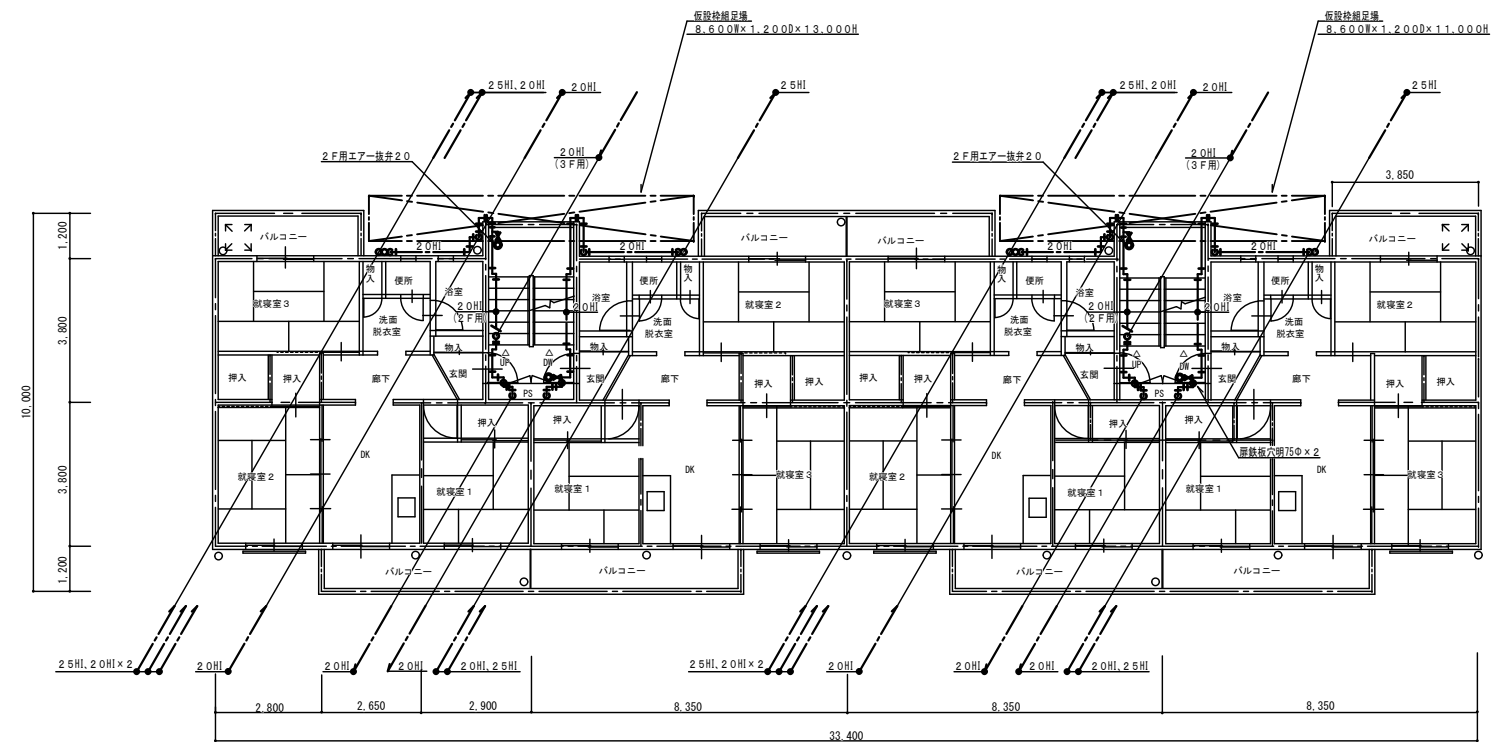 仮設枠組足場
8,600W×1,200D×13,000H
仮設枠組足場
8,600W×1,200D×11,000H
25HI、20HI
20HI
25HI
25HI、20HI
20HI
25HI
2F用エアー抜弁20
20HI
(3F用)
2F用エアー抜弁20
20HI
(3F用)
3,850
バルコニー
20HI
20HI
バルコニー
バルコニー
20HI
20HI
バルコニー
1,200
物入
便所
浴室
浴室
便所
物入
物入
便所
浴室
浴室
便所
物入
就寝室3
20HI
(2F用)
20HI
就寝室2
就寝室3
20HI
(2F用)
20HI
就寝室2
洗面
脱衣室
洗面
脱衣室
洗面
脱衣室
洗面
脱衣室
3,800
物入
物入
物入
物入
UP
DW
UP
DW
押入
押入
廊下
玄関
玄関
廊下
押入
押入
押入
押入
廊下
玄関
玄関
廊下
押入
押入
PS
PS
10,000
押入
押入
押入
押入
扉鉄板穴明75Φ×2
DK
DK
DK
DK
就寝室2
就寝室1
就寝室1
就寝室3
就寝室2
就寝室1
就寝室1
就寝室3
3,800
バルコニー
バルコニー
バルコニー
バルコニー
1,200
25HI、20HI×2
20HI
20HI
20HI
20HI、25HI
25HI、20HI×2
20HI
20HI
20HI
20HI、25HI
2,800
2,650
2,900
8,350
8,350
8,350
33,400